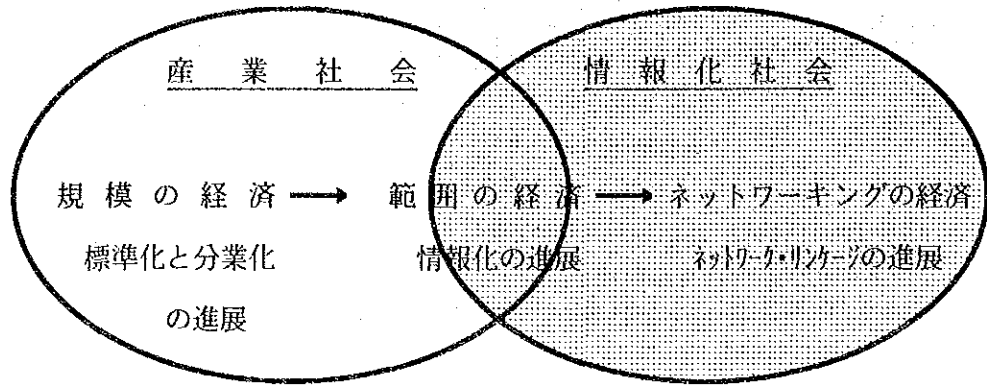 産業社会 情報化社会
規模の経済 → 範囲の経済 → ネットワーキングの経済
標準化と分業化 情報化の進展 ﾈｯﾄﾜｰｸ・ﾘﾝｹｰｼﾞの進展
の進展